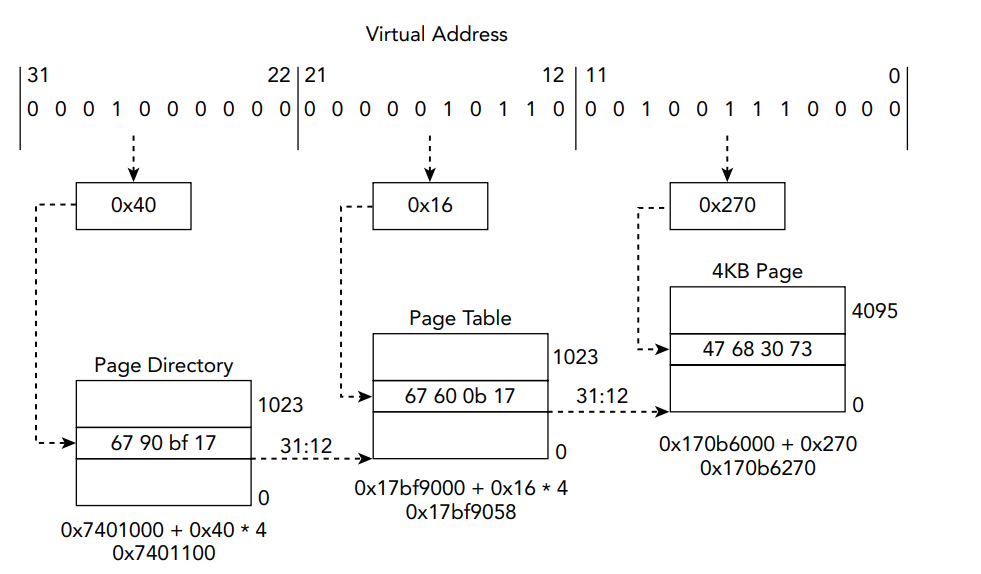 Virtual Address
31 22 21 12 11 0
0 0 0 1 0 0 0 0 0 0 0 0 0 0 0 1 0 1 1 0 0 0 1 0 0 1 1 1 0 0 0 0
0x40 0x16 0x270
4KB Page
4095
47 68 30 73
0
0x170b6000 + 0x270
0x170b6270
Page Table
1023
67 60 0b 17
31:12
0
0x17bf9000 + 0x16 * 4
0x17bf9058
Page Directory
1023
67 90 bf 17
31:12
0
0x7401000 + 0x40 * 4
0x7401100